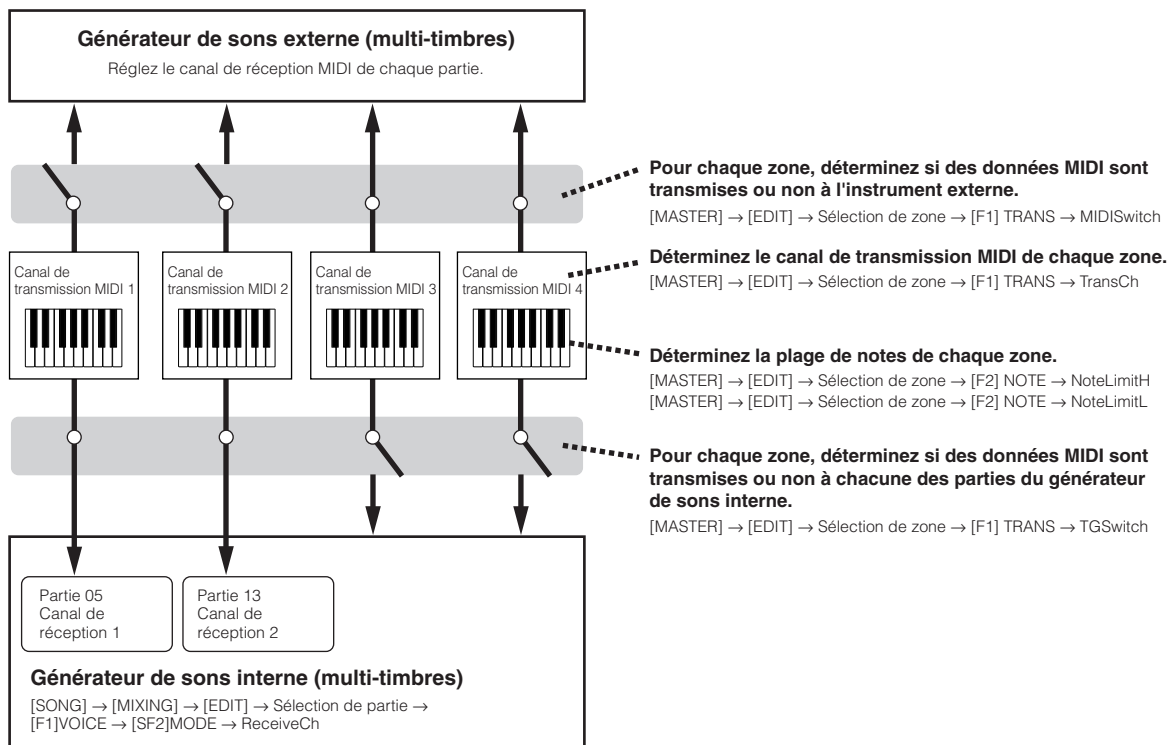 Générateur de sons externe (multi-timbres)
Réglez le canal de réception MIDI de chaque partie.
Pour chaque zone, déterminez si des données MIDI sont
transmises ou non à l'instrument externe.
[MASTER] → [EDIT] → Sélection de zone → [F1] TRANS → MIDISwitch
Canal de
transmission MIDI 1
Canal de
transmission MIDI 2
Canal de
transmission MIDI 3
Canal de
transmission MIDI 4
Déterminez le canal de transmission MIDI de chaque zone.
[MASTER] → [EDIT] → Sélection de zone → [F1] TRANS → TransCh
Déterminez la plage de notes de chaque zone.
[MASTER] → [EDIT] → Sélection de zone → [F2] NOTE → NoteLimitH
[MASTER] → [EDIT] → Sélection de zone → [F2] NOTE → NoteLimitL
Pour chaque zone, déterminez si des données MIDI sont
transmises ou non à chacune des parties du générateur
de sons interne.
[MASTER] → [EDIT] → Sélection de zone → [F1] TRANS → TGSwitch
Partie 05
Canal de
réception 1
Partie 13
Canal de
réception 2
Générateur de sons interne (multi-timbres)
[SONG] → [MIXING] → [EDIT] → Sélection de partie →
[F1]VOICE → [SF2]MODE → ReceiveCh